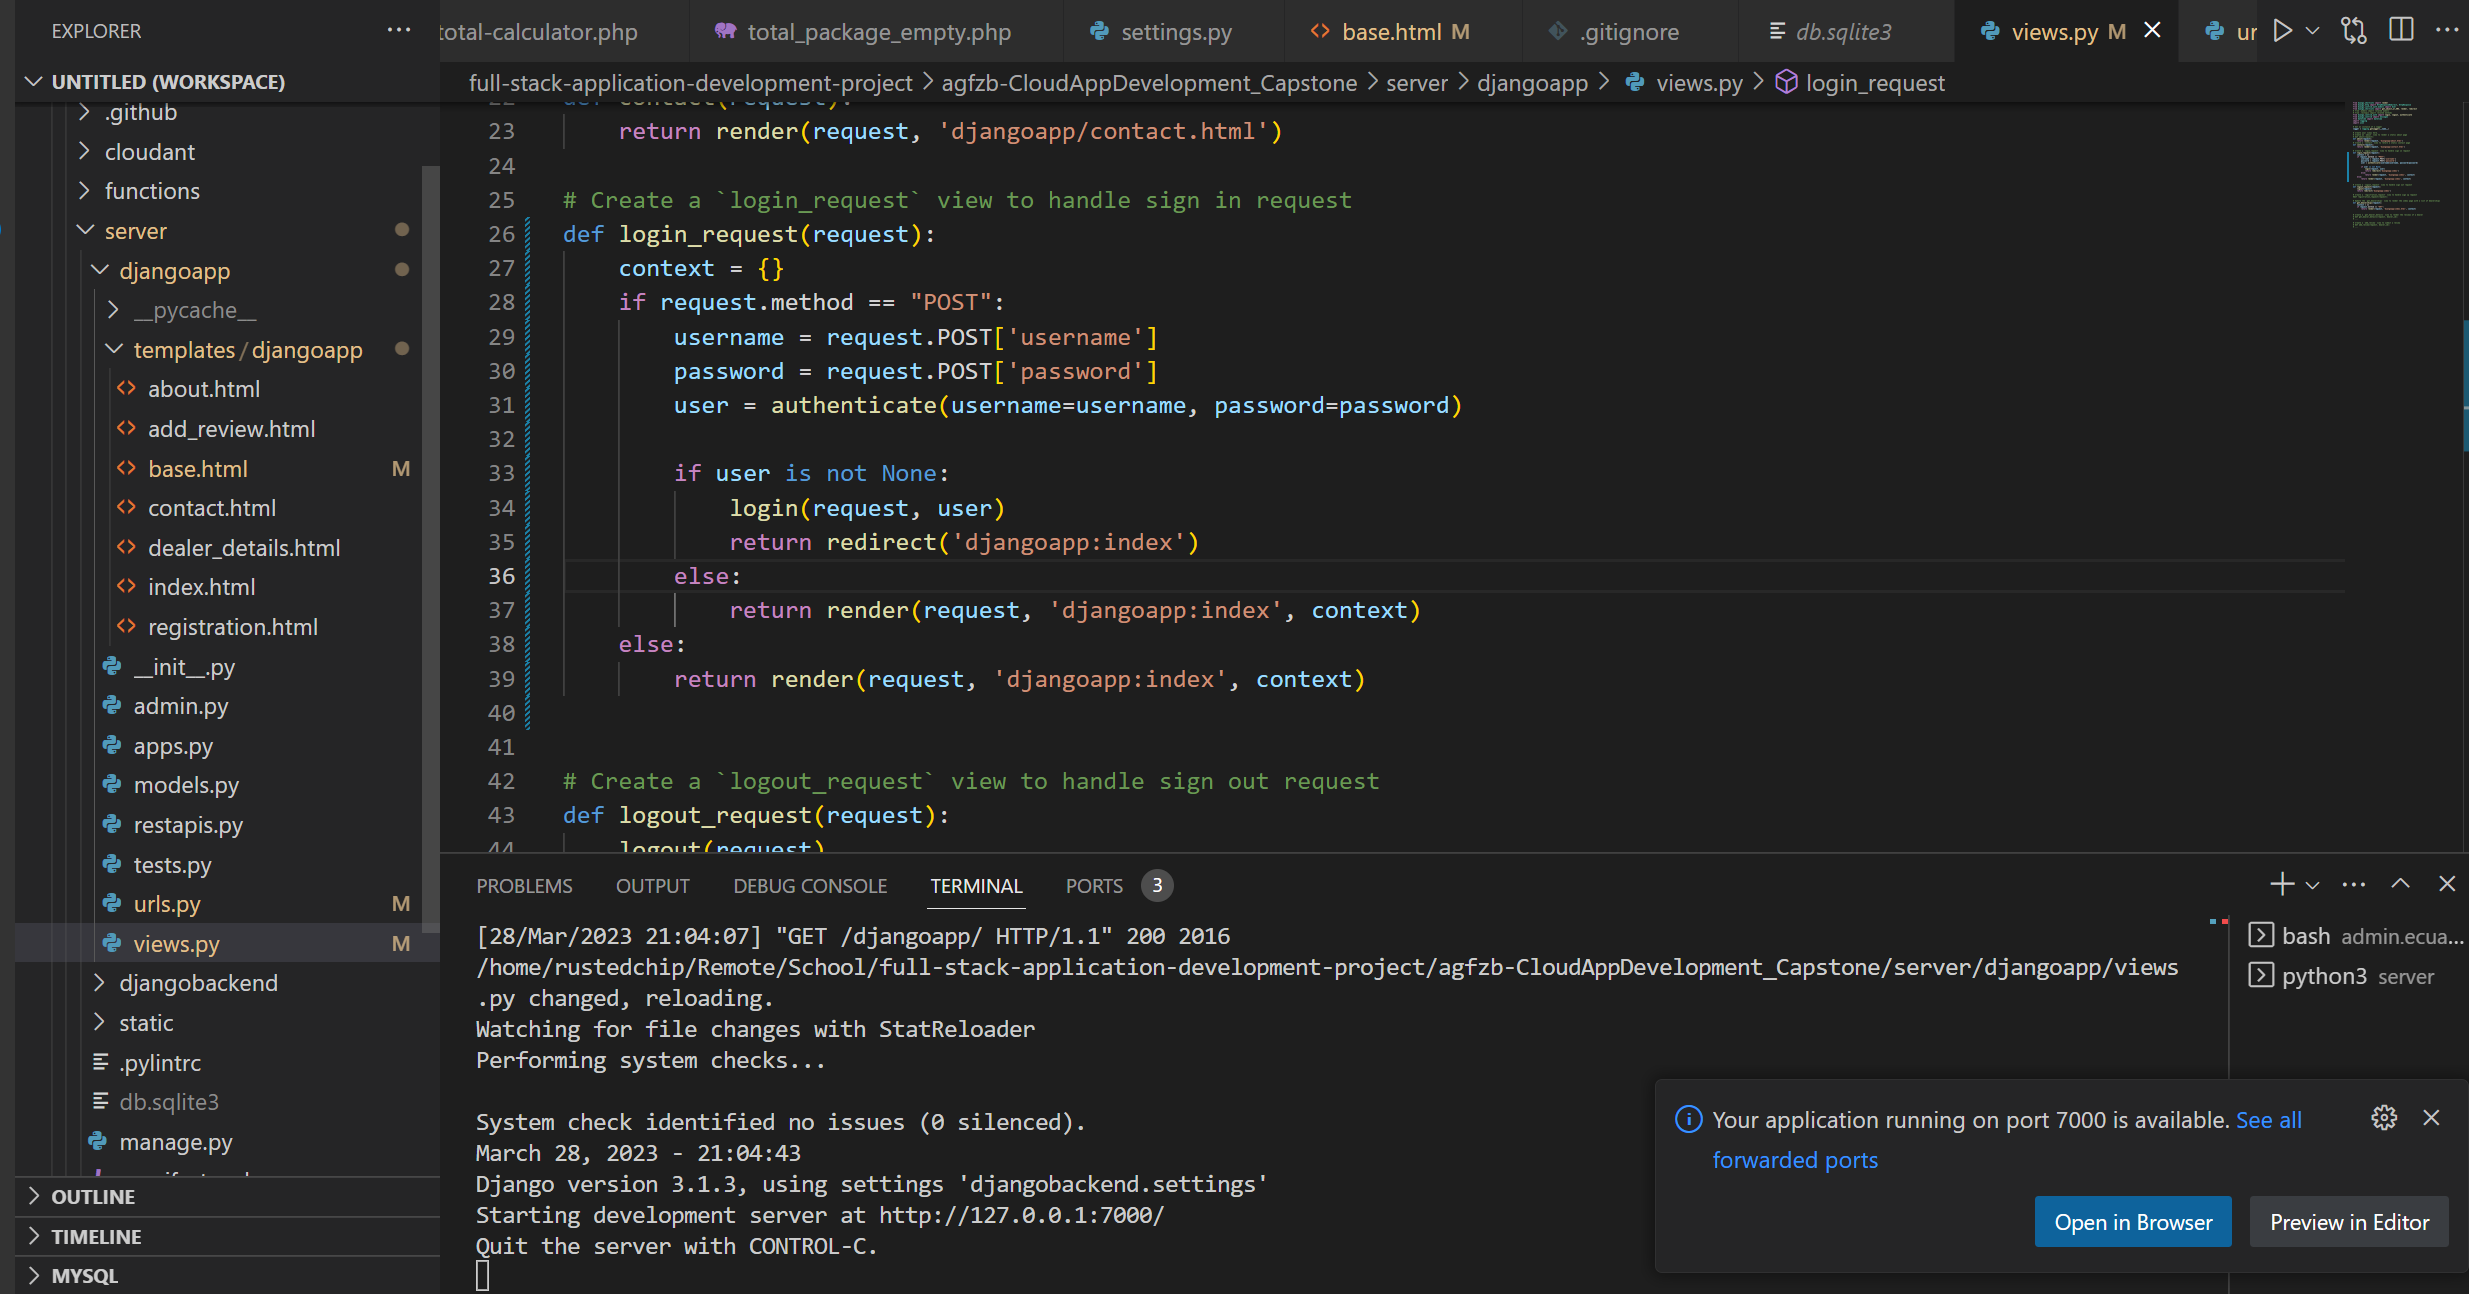 EXPLORER
UNTITLED (WORKSPACE)
.github
cloudant
functions
server
djangoapp
__pycache__
templates/djangoapp
about.html
add_review.html
base.html M
contact.html
dealer_details.html
index.html
registration.html
__init__.py
admin.py
apps.py
models.py
restapis.py
tests.py
urls.py M
views.py M
djangobackend
static
.pylintrc
db.sqlite3
manage.py
OUTLINE
TIMELINE
MYSQL
total-calculator.php total_package_empty.php settings.py base.html M .gitignore db.sqlite3 views.py M ur
full-stack-application-development-project > agfzb-CloudAppDevelopment_Capstone > server > djangoapp > views.py > login_request
22 def contact(request):
23 return render(request, 'djangoapp/contact.html')
24
25 # Create a `login_request` view to handle sign in request
26 def login_request(request):
27 context = {}
28 if request.method == "POST":
29 username = request.POST['username']
30 password = request.POST['password']
31 user = authenticate(username=username, password=password)
32
33 if user is not None:
34 login(request, user)
35 return redirect('djangoapp:index')
36 else:
37 return render(request, 'djangoapp:index', context)
38 else:
39 return render(request, 'djangoapp:index', context)
40
41
42 # Create a `logout_request` view to handle sign out request
43 def logout_request(request):
44 logout(request)
PROBLEMS OUTPUT DEBUG CONSOLE TERMINAL PORTS 3
[28/Mar/2023 21:04:07] "GET /djangoapp/ HTTP/1.1" 200 2016
/home/rustedchip/Remote/School/full-stack-application-development-project/agfzb-CloudAppDevelopment_Capstone/server/djangoapp/views
.py changed, reloading.
Watching for file changes with StatReloader
Performing system checks...
System check identified no issues (0 silenced).
March 28, 2023 - 21:04:43
Django version 3.1.3, using settings 'djangobackend.settings'
Starting development server at http://127.0.0.1:7000/
Quit the server with CONTROL-C.
bash admin.ecua...
python3 server
Your application running on port 7000 is available. See all
forwarded ports
Open in Browser
Preview in Editor